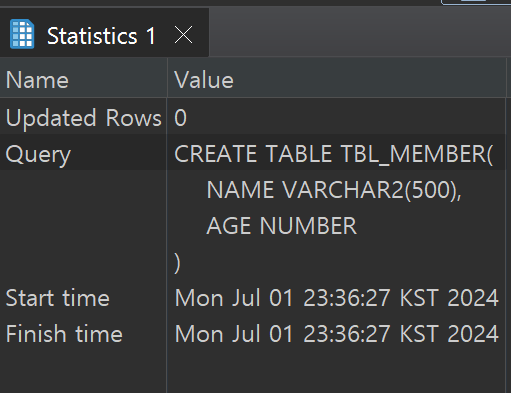 Statistics 1
Name Value
Updated Rows 0
Query CREATE TABLE TBL_MEMBER(
NAME VARCHAR2(500),
AGE NUMBER
)
Start time Mon Jul 01 23:36:27 KST 2024
Finish time Mon Jul 01 23:36:27 KST 2024